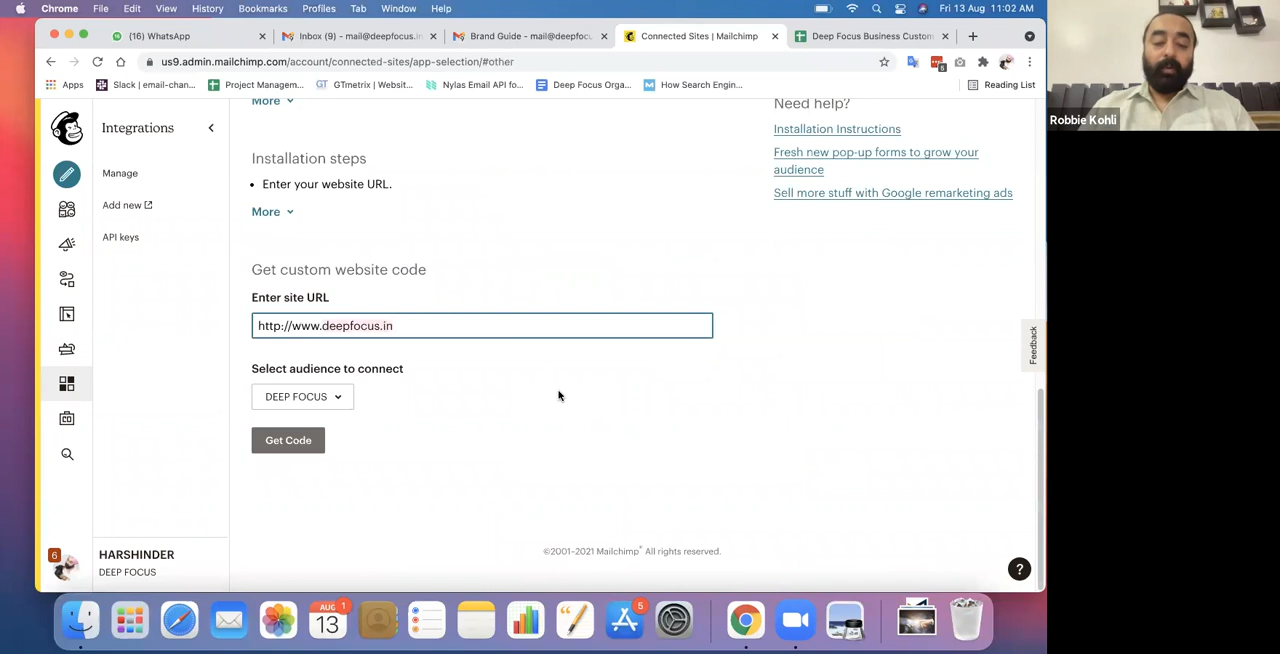 Chrome File Edit View History Bookmarks Profiles Tab Window Help Fri 13 Aug 11:02 AM
(16) WhatsApp
Inbox (9) - mail@deepfocus.in
Brand Guide - mail@deepfoc
Connected Sites | Mailchimp
Deep Focus Business Custom
us9.admin.mailchimp.com/account/connected-sites/app-selection/#other
6
Apps Slack | email-chan... Project Managem... GTmetrix | Websit... Nylas Email API fo... Deep Focus Orga... How Search Engin... Reading List
Integrations
Manage
Add new
API keys
More
Installation steps
• Enter your website URL.
More
Get custom website code
Enter site URL
http://www.deepfocus.in
Select audience to connect
DEEP FOCUS
Get Code
Need help?
Installation Instructions
Fresh new pop-up forms to grow your
audience
Sell more stuff with Google remarketing ads
Feedback
©2001-2021 Mailchimp® All rights reserved.
?
6
HARSHINDER
DEEP FOCUS
Robbie Kohli
AUG 1
13
5